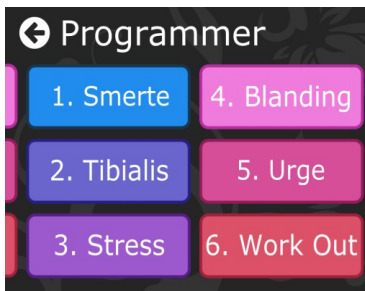 Programmer
1. Smerte
2. Tibialis
3. Stress
4. Blanding
5. Urge
6. Work Out